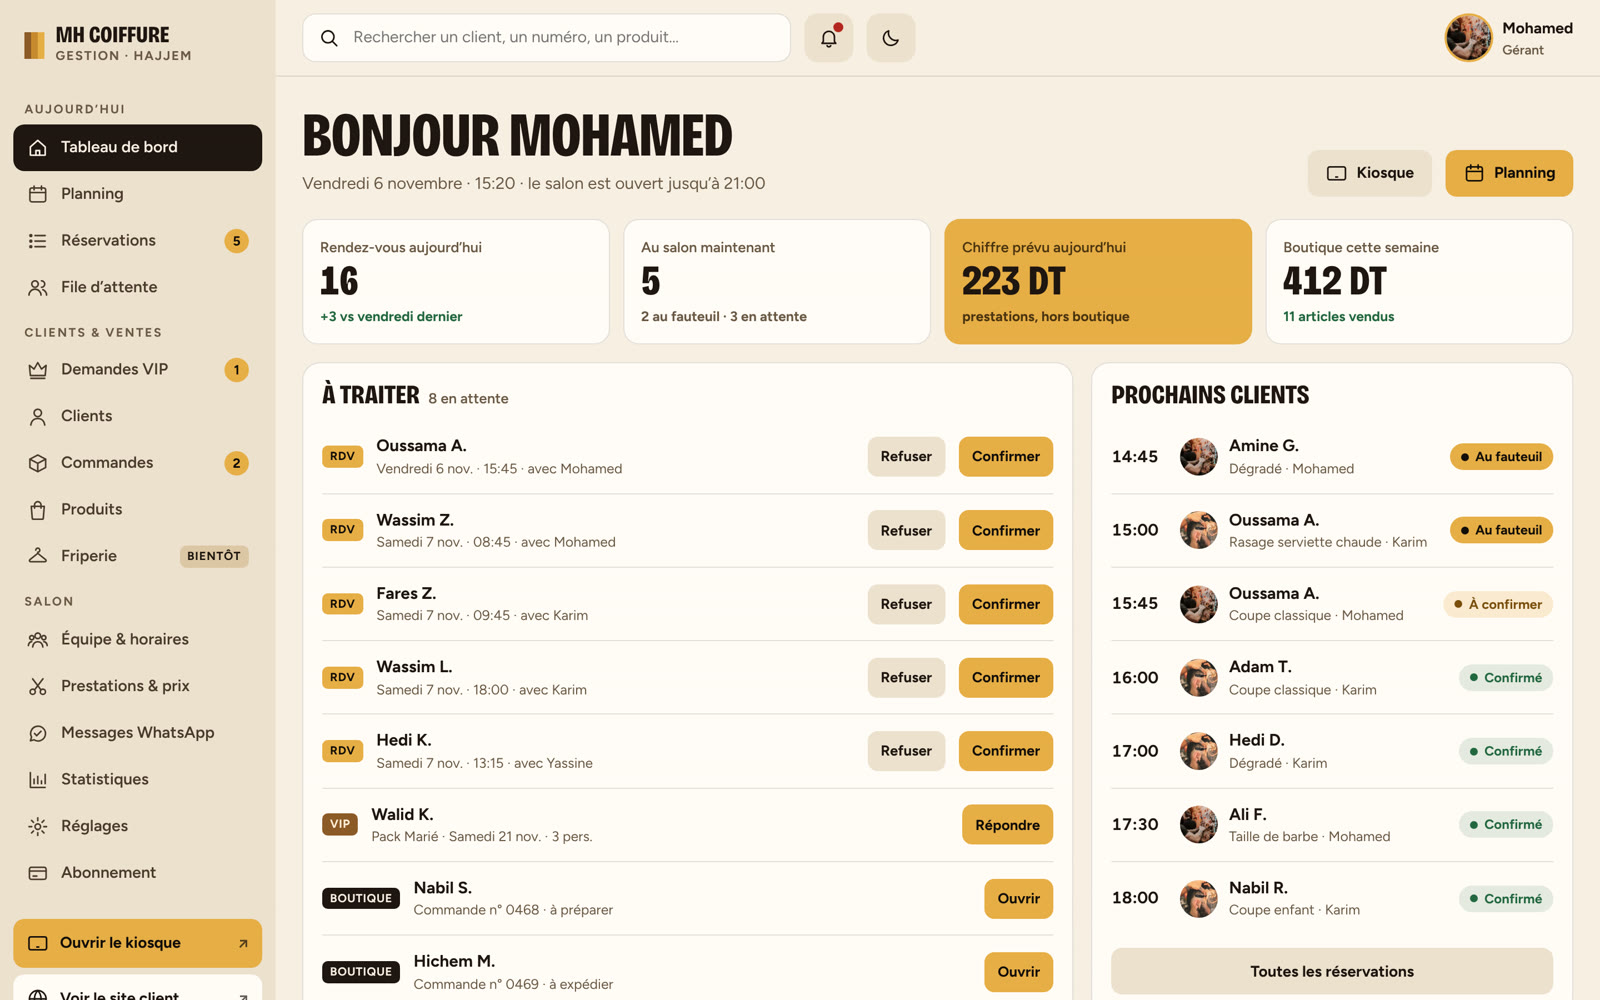 MH COIFFURE
GESTION · HAJJEM
AUJOURD'HUI
Tableau de bord
Planning
Réservations 5
File d'attente
CLIENTS & VENTES
Demandes VIP 1
Clients
Commandes 2
Produits
Friperie BIENTÔT
SALON
Équipe & horaires
Prestations & prix
Messages WhatsApp
Statistiques
Réglages
Abonnement
Ouvrir le kiosque
Voir le site client
Rechercher un client, un numéro, un produit...
Mohamed
Gérant
BONJOUR MOHAMED
Vendredi 6 novembre · 15:20 · le salon est ouvert jusqu'à 21:00
Kiosque
Planning
Rendez-vous aujourd'hui
16
+3 vs vendredi dernier
Au salon maintenant
5
2 au fauteuil · 3 en attente
Chiffre prévu aujourd'hui
223 DT
prestations, hors boutique
Boutique cette semaine
412 DT
11 articles vendus
À TRAITER 8 en attente
RDV Oussama A. Refuser Confirmer
Vendredi 6 nov. · 15:45 · avec Mohamed
RDV Wassim Z. Refuser Confirmer
Samedi 7 nov. · 08:45 · avec Mohamed
RDV Fares Z. Refuser Confirmer
Samedi 7 nov. · 09:45 · avec Karim
RDV Wassim L. Refuser Confirmer
Samedi 7 nov. · 18:00 · avec Karim
RDV Hedi K. Refuser Confirmer
Samedi 7 nov. · 13:15 · avec Yassine
VIP Walid K. Répondre
Pack Marié · Samedi 21 nov. · 3 pers.
BOUTIQUE Nabil S. Ouvrir
Commande n° 0468 · à préparer
BOUTIQUE Hichem M. Ouvrir
Commande n° 0469 · à expédier
PROCHAINS CLIENTS
14:45 Amine G. Au fauteuil
Dégradé · Mohamed
15:00 Oussama A. Au fauteuil
Rasage serviette chaude · Karim
15:45 Oussama A. À confirmer
Coupe classique · Mohamed
16:00 Adam T. Confirmé
Coupe classique · Karim
17:00 Hedi D. Confirmé
Dégradé · Karim
17:30 Ali F. Confirmé
Taille de barbe · Mohamed
18:00 Nabil R. Confirmé
Coupe enfant · Karim
Toutes les réservations